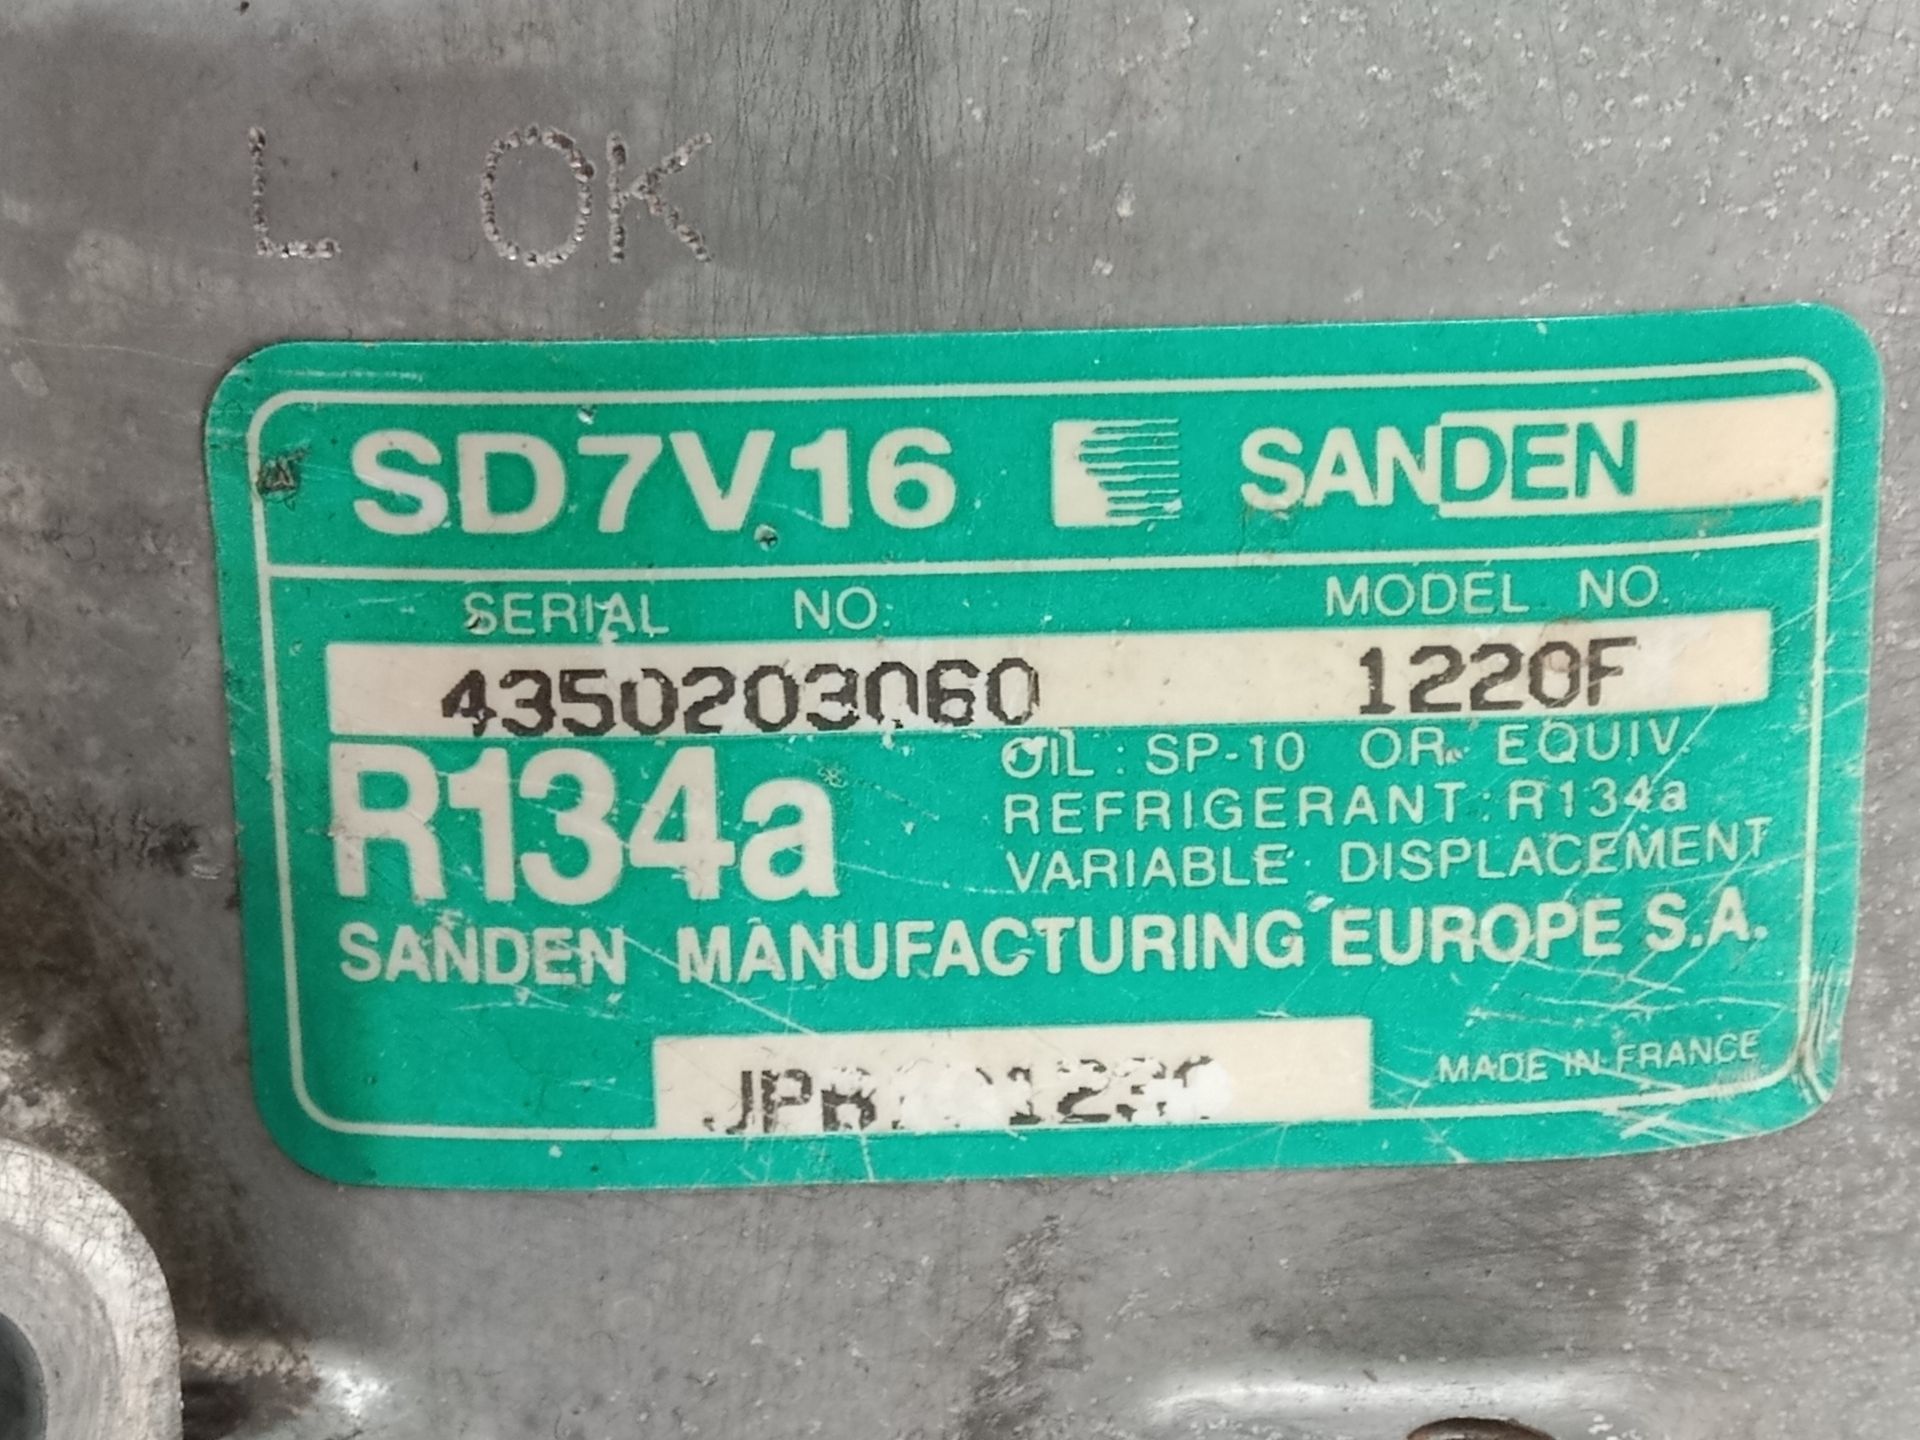 L OK
SD7V16 SANDEN
SERIAL NO. MODEL NO.
4350203060 1220F
R134a
OIL : SP-10 OR EQUIV.
REFRIGERANT : R134a
VARIABLE DISPLACEMENT
SANDEN MANUFACTURING EUROPE S.A.
MADE IN FRANCE